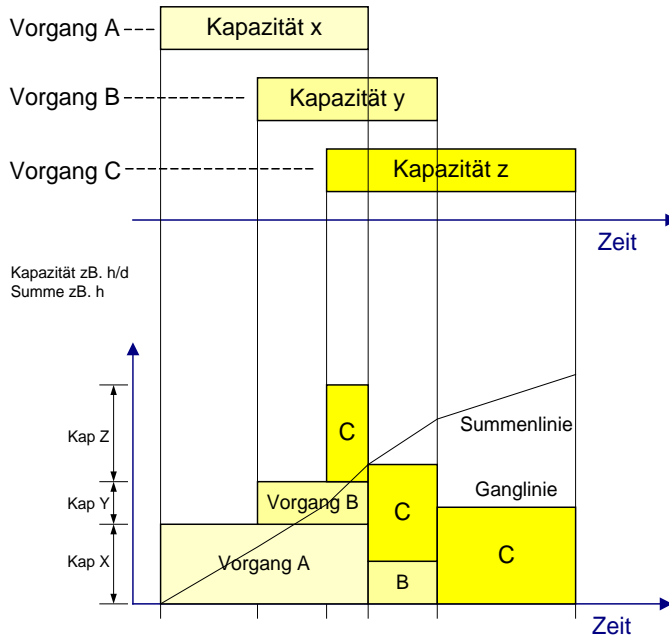 Vorgang A
Kapazität x
Vorgang B
Kapazität y
Vorgang C
Kapazität z
Zeit
Kapazität zB. h/d
Summe zB. h
Kap Z
C
Summenlinie
Kap Y
Vorgang B
Ganglinie
C
Kap X
Vorgang A
C
B
Zeit